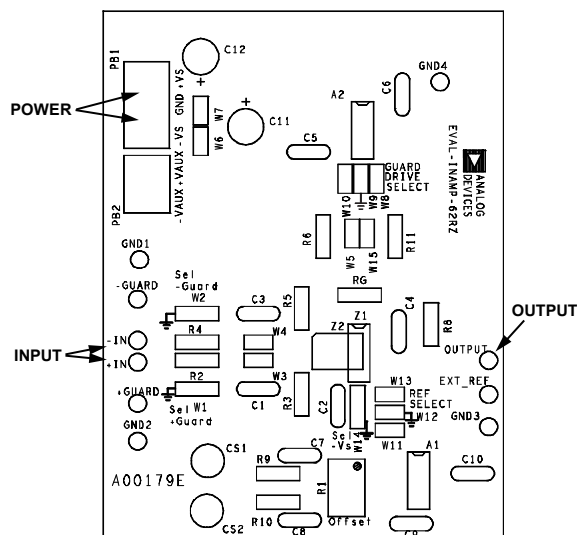 PB1
+VS
GND
-VS
C12
W7
W6
C11
POWER
-VAUX +VAUX
PB2
C5
A2
C6
GND4
EVAL-INAMP-62RZ
ANALOG
DEVICES
GUARD
DRIVE
SELECT
W10
W9
W8
R6
W5
W15
R11
GND1
-GUARD
Sel
-Guard
W2
C3
R5
RG
R4
W4
Z2
Z1
C4
R8
OUTPUT
OUTPUT
INPUT
-IN
+IN
R2
W3
W13
REF
SELECT
EXT_REF
+GUARD
W1
Sel
+Guard
C1
R3
C2
W12
GND3
GND2
Sel
-Vs
W14
W11
A1
CS1
C7
R9
C10
A00179E
R1
R10
CS2
C8
Offset
C9